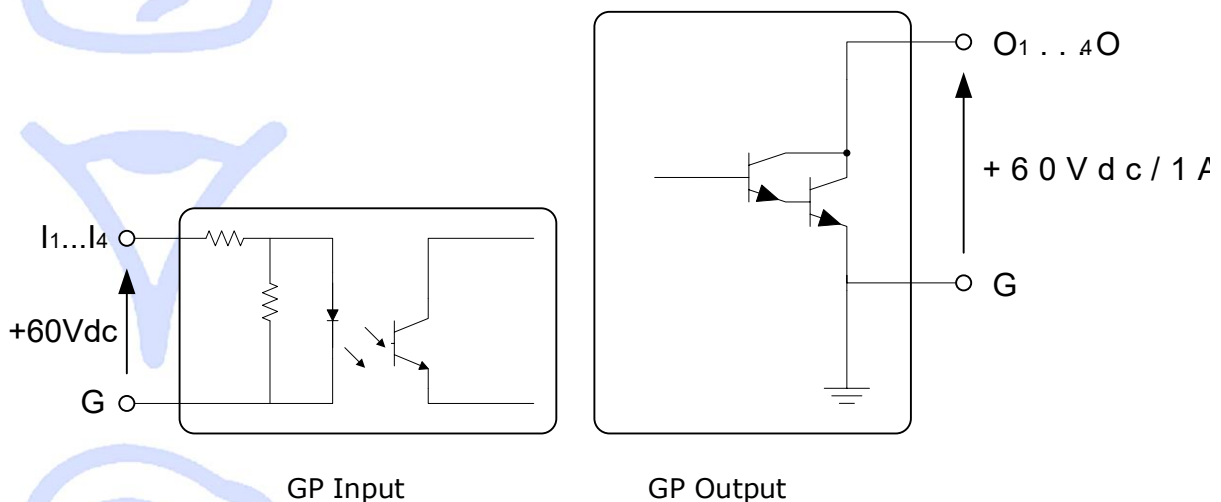 O1 . . .4O
+ 6 0 V d c / 1 A
G
I1...I4
+60Vdc
G
GP Input
GP Output